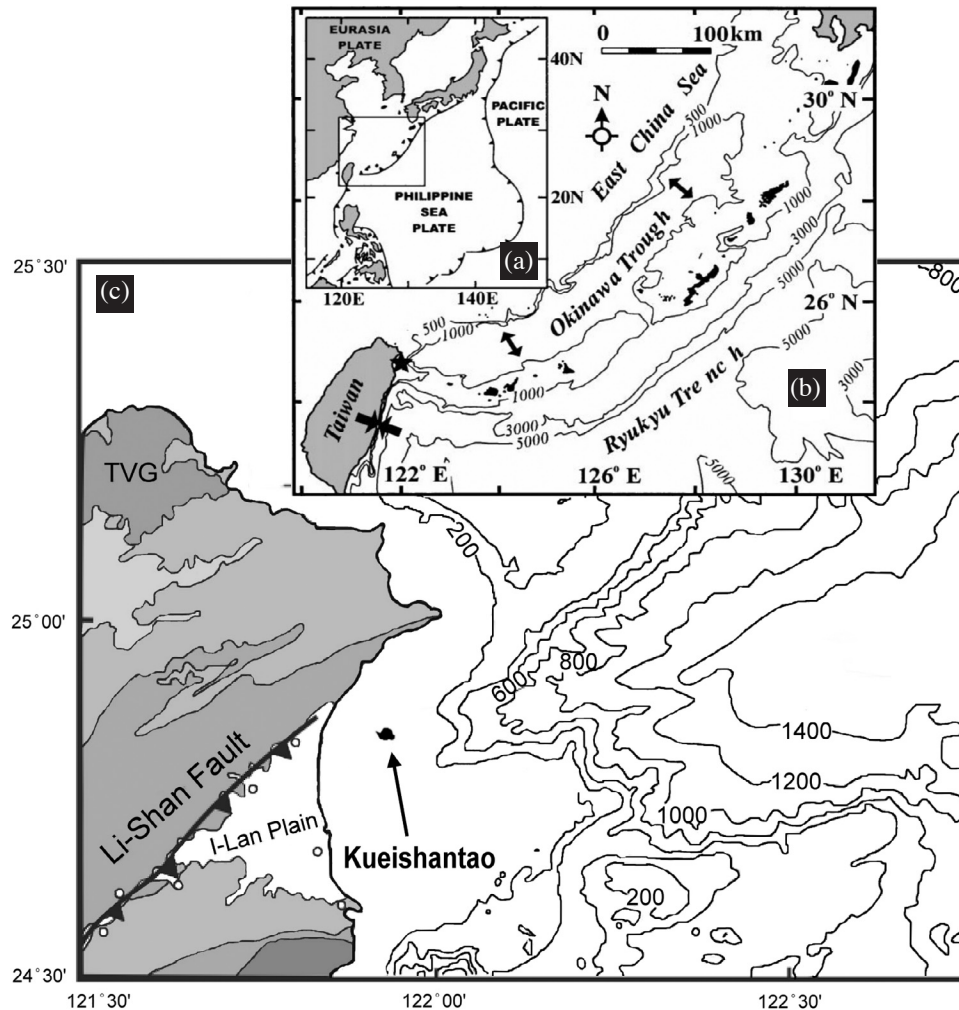 EURASIA
PLATE
40N
PACIFIC
PLATE
20N
PHILIPPINE
SEA
PLATE
(a)
120E
140E
0
100km
N
30° N
East China Sea
500
1000
1000
3000
5000
Okinawa Trough
26° N
500
1000
5000
3000
Taiwan
1000
3000
5000
Ryukyu Tre nc h
(b)
5000
122° E
126° E
130° E
25˚30'
(c)
800
TVG
200
25˚00'
800
600
1400
1200
1000
Li-Shan Fault
I-Lan Plain
Kueishantao
200
24˚30'
121˚30'
122˚00'
122˚30'